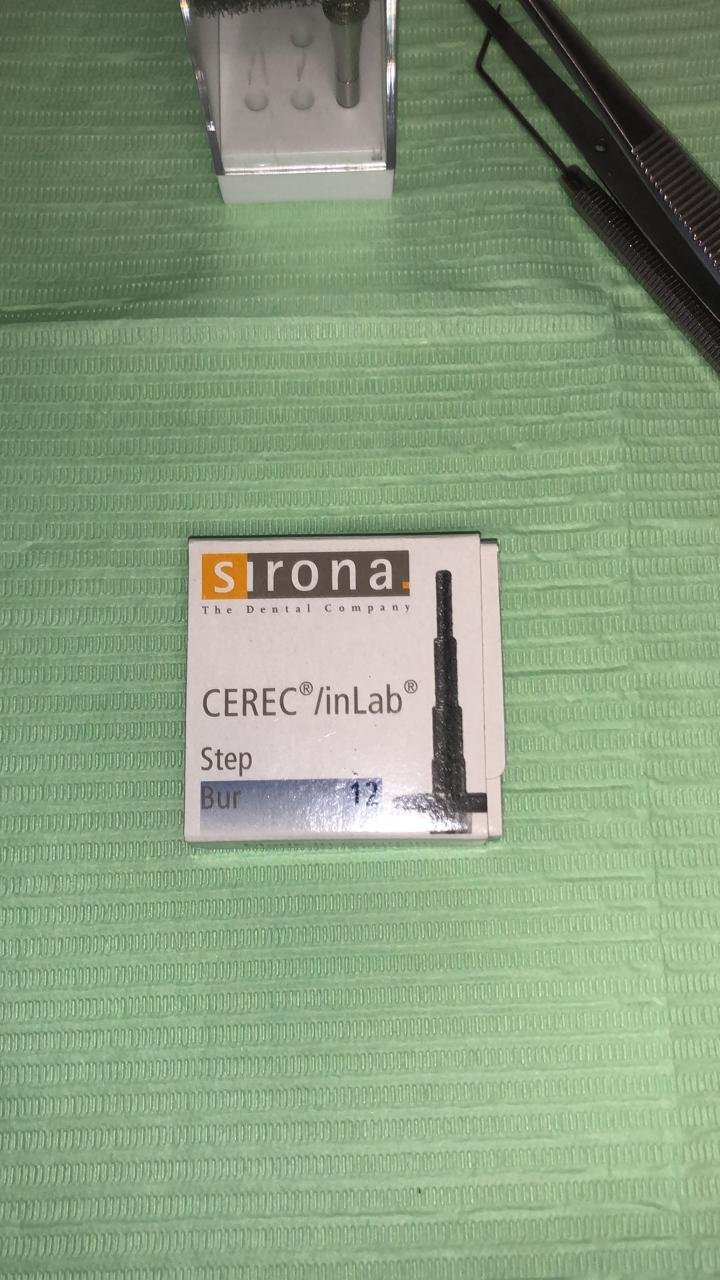 sirona.
The Dental Company
CEREC®/inLab®
Step
Bur 12